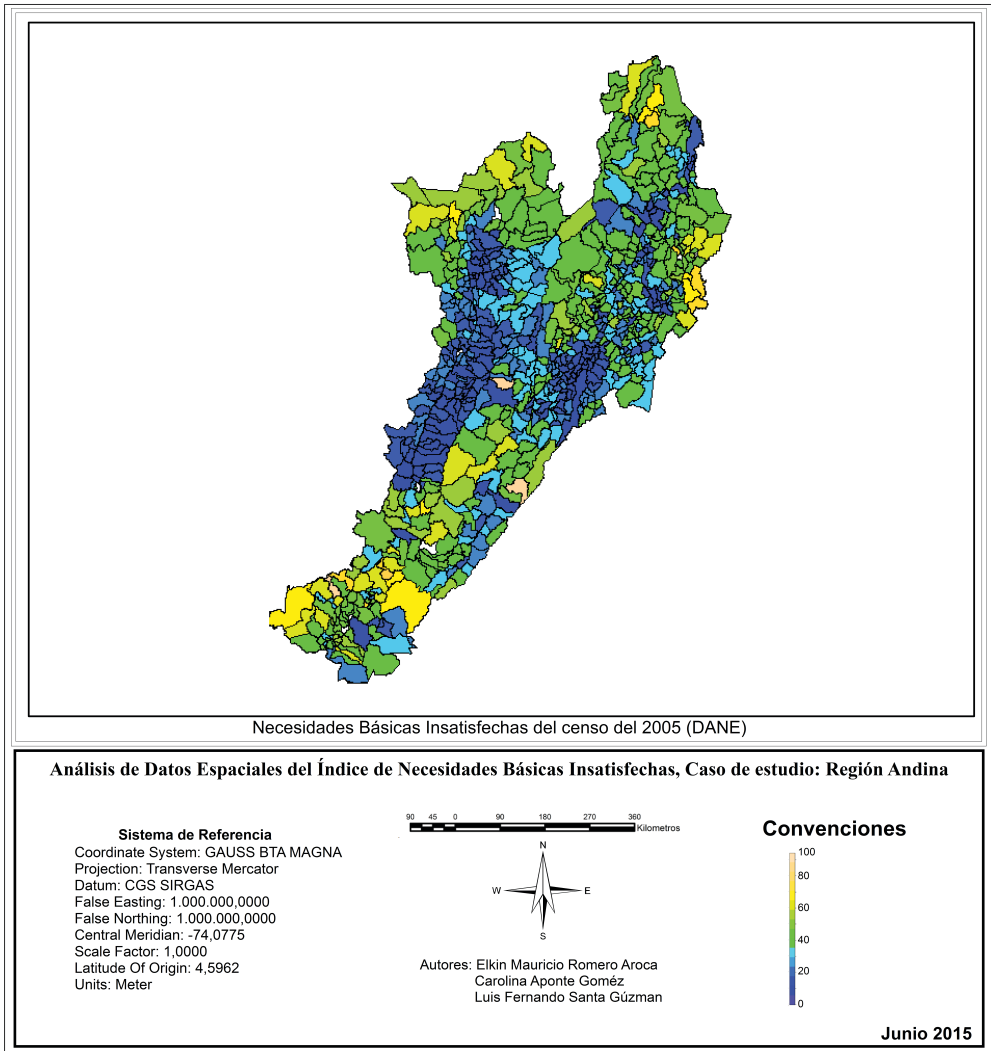 Necesidades Básicas Insatisfechas del censo del 2005 (DANE)
Análisis de Datos Espaciales del Índice de Necesidades Básicas Insatisfechas, Caso de estudio: Región Andina
Sistema de Referencia
Coordinate System: GAUSS BTA MAGNA
Projection: Transverse Mercator
Datum: CGS SIRGAS
False Easting: 1.000.000,0000
False Northing: 1.000.000,0000
Central Meridian: -74,0775
Scale Factor: 1,0000
Latitude Of Origin: 4,5962
Units: Meter
90 45 0 90 180 270 360
Kilometros
N
W E
S
Autores: Elkin Mauricio Romero Aroca
Carolina Aponte Goméz
Luis Fernando Santa Gúzman
Convenciones
100
80
60
40
20
0
Junio 2015